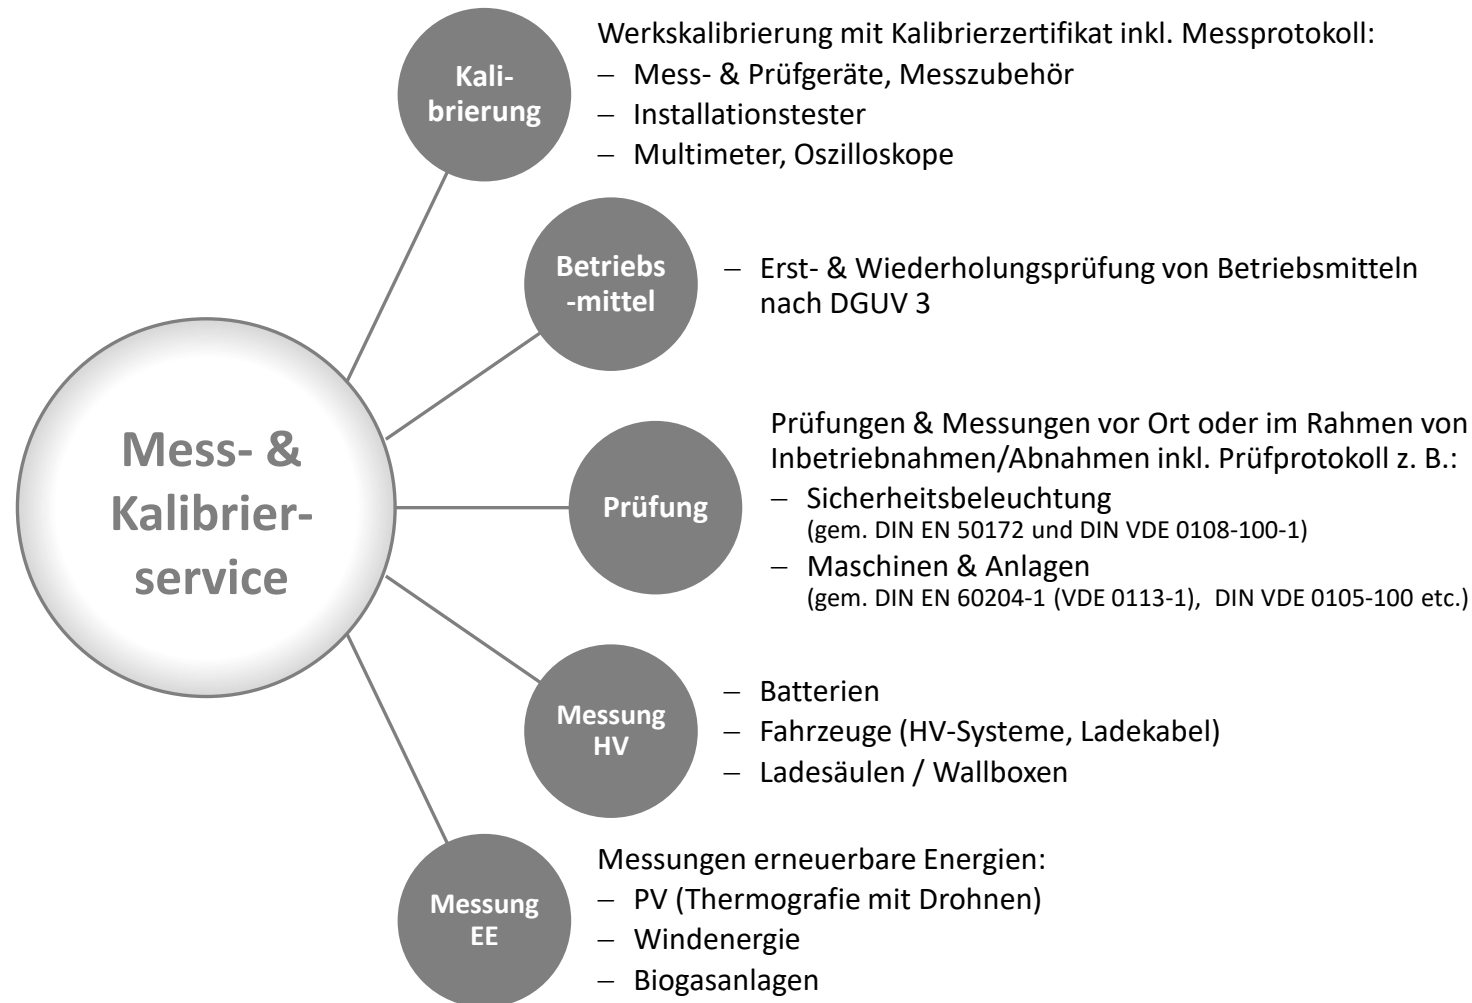 Kali-
brierung
Werkskalibrierung mit Kalibrierzertifikat inkl. Messprotokoll:
– Mess- & Prüfgeräte, Messzubehör
– Installationstester
– Multimeter, Oszilloskope
Betriebs
-mittel
– Erst- & Wiederholungsprüfung von Betriebsmitteln
nach DGUV 3
Mess- &
Kalibrier-
service
Prüfung
Prüfungen & Messungen vor Ort oder im Rahmen von
Inbetriebnahmen/Abnahmen inkl. Prüfprotokoll z. B.:
– Sicherheitsbeleuchtung
(gem. DIN EN 50172 und DIN VDE 0108-100-1)
– Maschinen & Anlagen
(gem. DIN EN 60204-1 (VDE 0113-1), DIN VDE 0105-100 etc.)
Messung
HV
– Batterien
– Fahrzeuge (HV-Systeme, Ladekabel)
– Ladesäulen / Wallboxen
Messung
EE
Messungen erneuerbare Energien:
– PV (Thermografie mit Drohnen)
– Windenergie
– Biogasanlagen